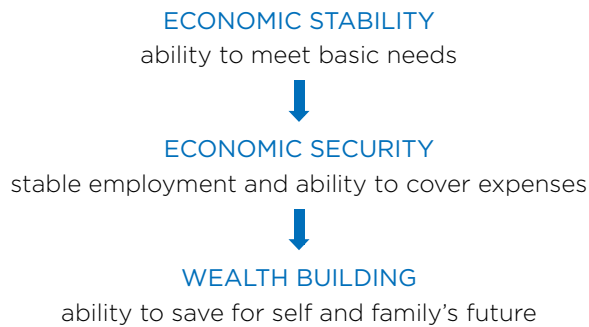 ECONOMIC STABILITY
ability to meet basic needs
ECONOMIC SECURITY
stable employment and ability to cover expenses
WEALTH BUILDING
ability to save for self and family’s future